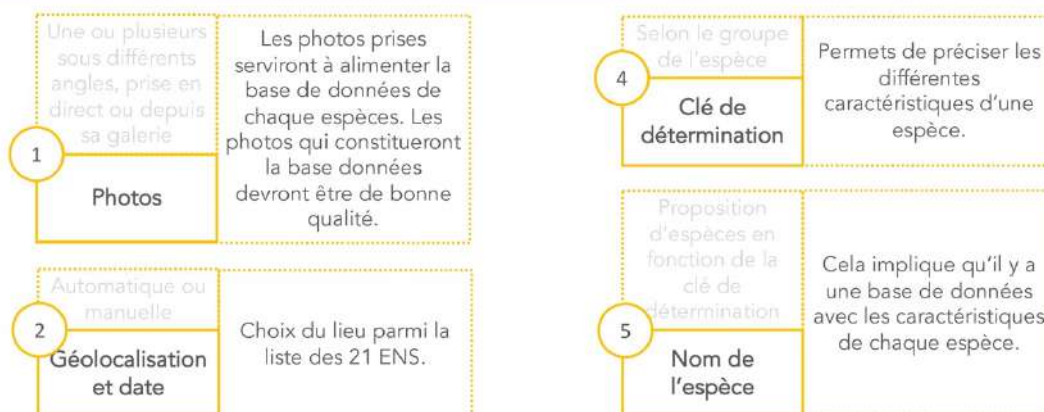 Une ou plusieurs
sous différents
angles, prise en
direct ou depuis
sa galerie
1
Photos
Les photos prises
serviront à alimenter la
base de données de
chaque espèces. Les
photos qui constitueront
la base données
devront être de bonne
qualité.
Automatique ou
manuelle
2
Géolocalisation
et date
Choix du lieu parmi la
liste des 21 ENS.
Selon le groupe
de l'espèce
4
Clé de
détermination
Permets de préciser les
différentes
caractéristiques d'une
espèce.
Proposition
d'espèces en
fonction de la
clé de
détermination
5
Nom de
l'espèce
Cela implique qu'il y a
une base de données
avec les caractéristiques
de chaque espèce.